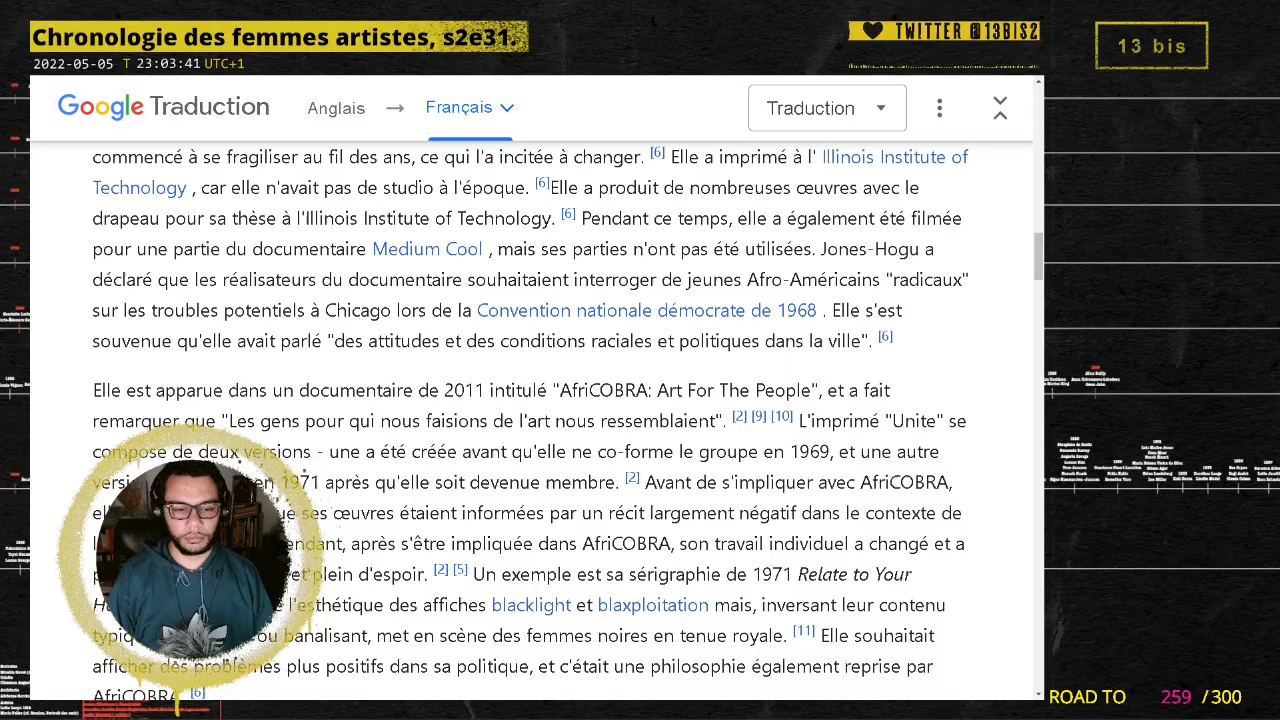 Chronologie des femmes artistes, s2e31.
TWITTER @13BIS2
13 bis
2022-05-05 T 23:03:41 UTC+1
Google Traduction
Anglais → Français
Traduction
commencé à se fragiliser au fil des ans, ce qui l'a incitée à changer. [6] Elle a imprimé à l' Illinois Institute of
Technology , car elle n'avait pas de studio à l'époque. [6]Elle a produit de nombreuses œuvres avec le
drapeau pour sa thèse à l'Illinois Institute of Technology. [6] Pendant ce temps, elle a également été filmée
pour une partie du documentaire Medium Cool , mais ses parties n'ont pas été utilisées. Jones-Hogu a
déclaré que les réalisateurs du documentaire souhaitaient interroger de jeunes Afro-Américains "radicaux"
sur les troubles potentiels à Chicago lors de la Convention nationale démocrate de 1968 . Elle s'est
souvenue qu'elle avait parlé "des attitudes et des conditions raciales et politiques dans la ville". [6]
Elle est apparue dans un documentaire de 2011 intitulé "AfriCOBRA: Art For The People" , et a fait
remarquer que "Les gens pour qui nous faisions de l'art nous ressemblaient". [2] [9] [10] L'imprimé "Unite" se
compose de deux versions - une a été créée avant qu'elle ne co-forme le groupe en 1969, et une autre
en 1971 après qu'elle soit devenue membre. [2] Avant de s'impliquer avec AfriCOBRA,
que ses œuvres étaient informées par un récit largement négatif dans le contexte de
après s'être impliquée dans AfriCOBRA, son travail individuel a changé et a
et plein d'espoir. [2] [5] Un exemple est sa sérigraphie de 1971 Relate to Your
l'esthétique des affiches blacklight et blaxploitation mais, inversant leur contenu
ou banalisant, met en scène des femmes noires en tenue royale. [11] Elle souhaitait
afficher des problèmes plus positifs dans sa politique, et c'était une philosophie également reprise par
AfriCOBRA. [6]
ROAD TO 259 / 300